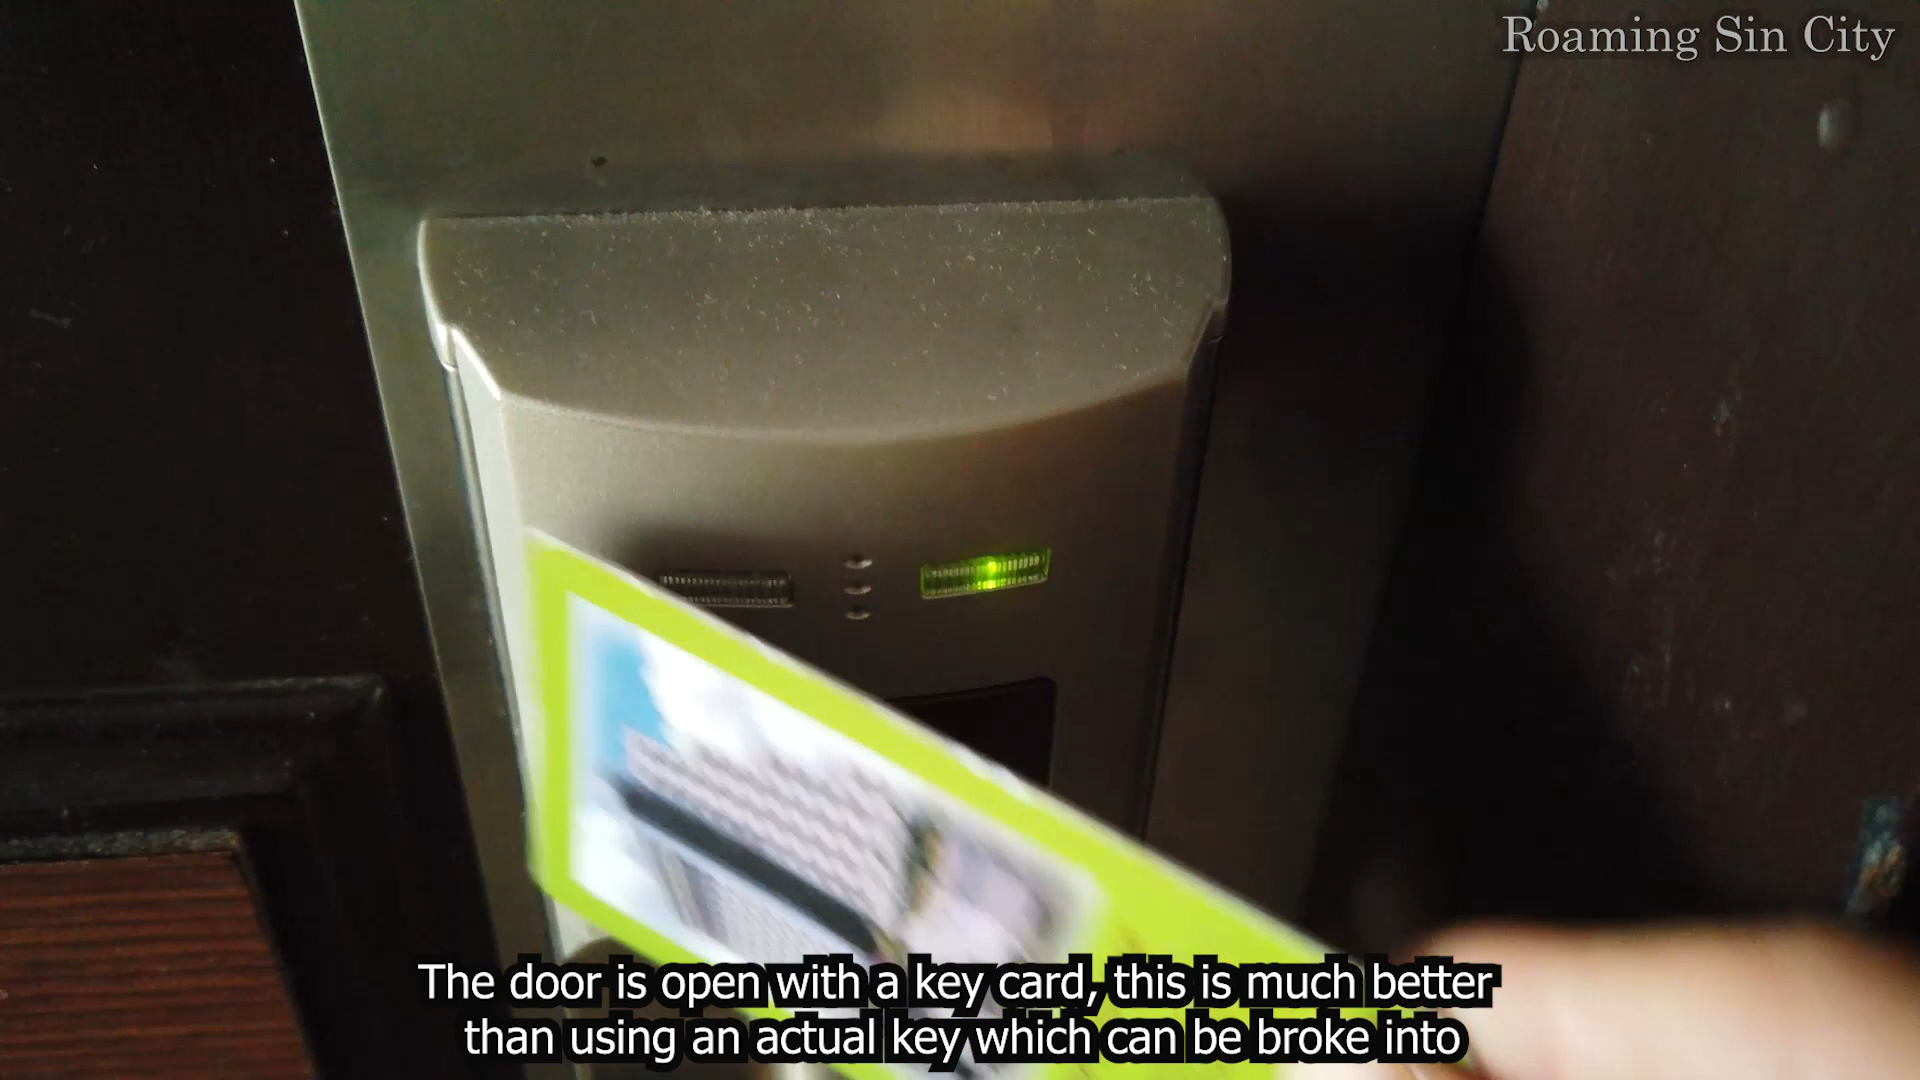 Roaming Sin City
The door is open with a key card, this is much better
than using an actual key which can be broke into